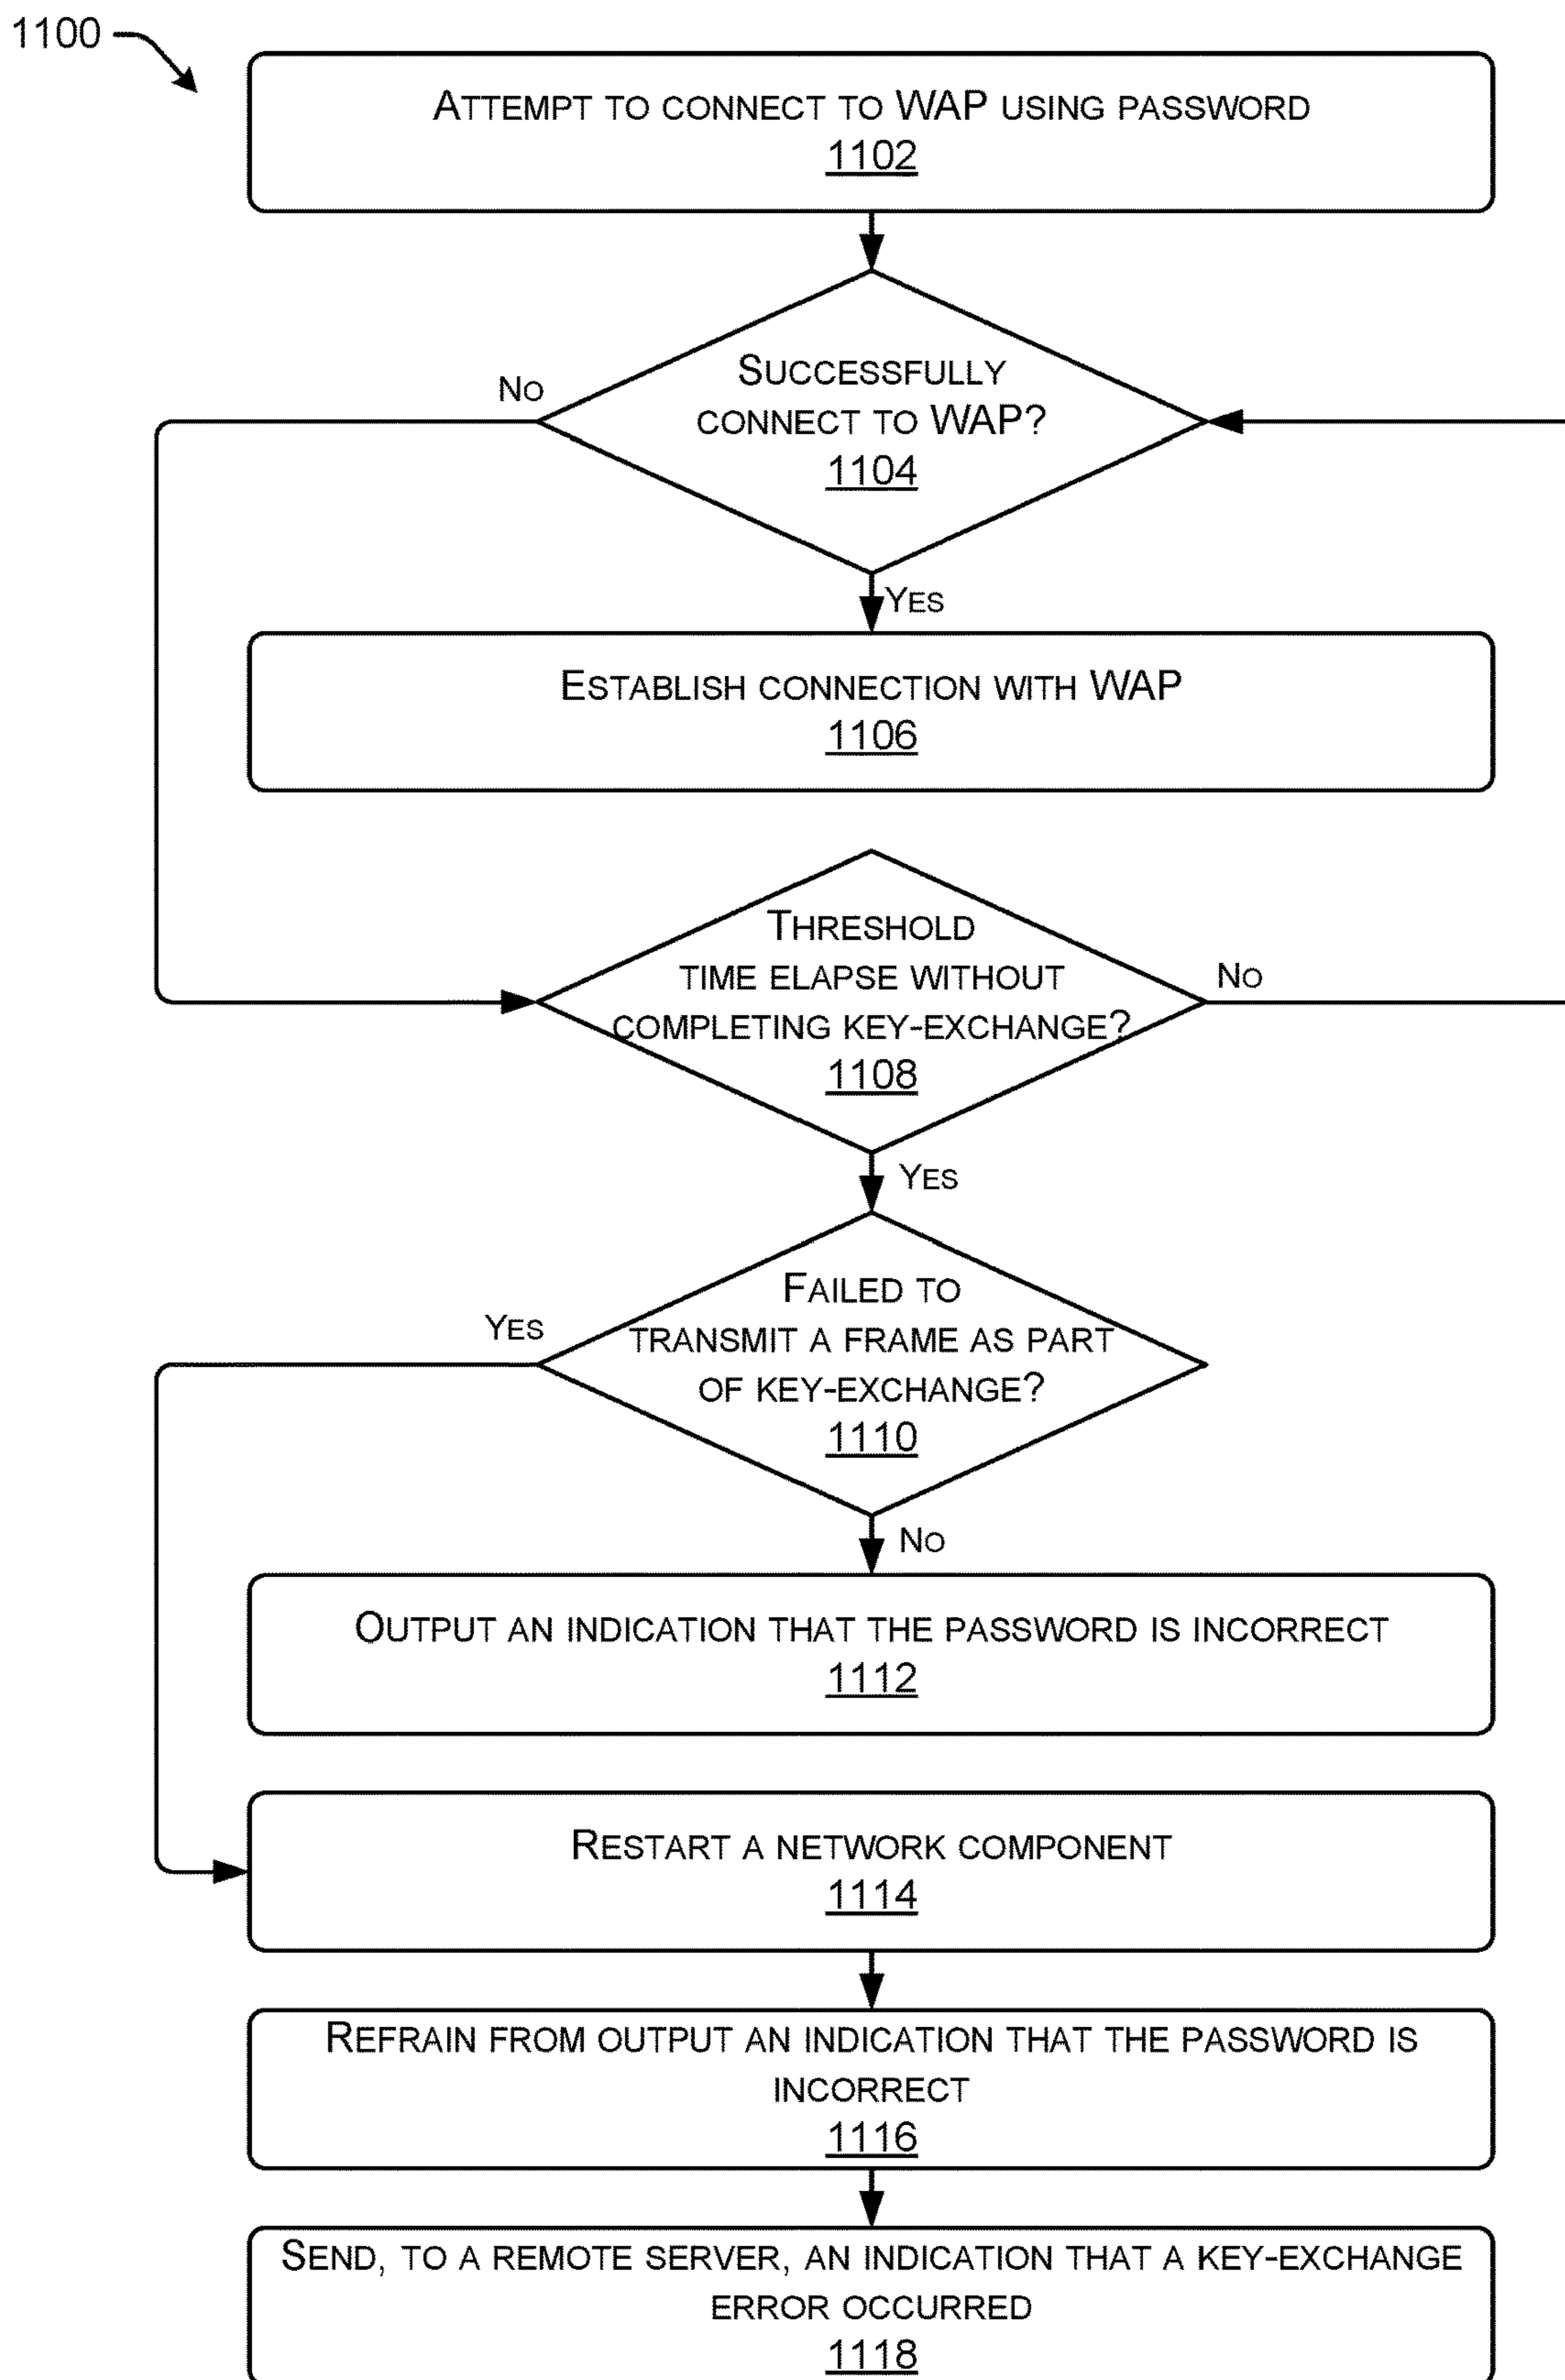 1100
ATTEMPT TO CONNECT TO WAP USING PASSWORD
1102
SUCCESSFULLY
CONNECT TO WAP?
1104
NO
YES
ESTABLISH CONNECTION WITH WAP
1106
THRESHOLD
TIME ELAPSE WITHOUT
COMPLETING KEY-EXCHANGE?
1108
NO
YES
FAILED TO
TRANSMIT A FRAME AS PART
OF KEY-EXCHANGE?
1110
YES
NO
OUTPUT AN INDICATION THAT THE PASSWORD IS INCORRECT
1112
RESTART A NETWORK COMPONENT
1114
REFRAIN FROM OUTPUT AN INDICATION THAT THE PASSWORD IS
INCORRECT
1116
SEND, TO A REMOTE SERVER, AN INDICATION THAT A KEY-EXCHANGE
ERROR OCCURRED
1118